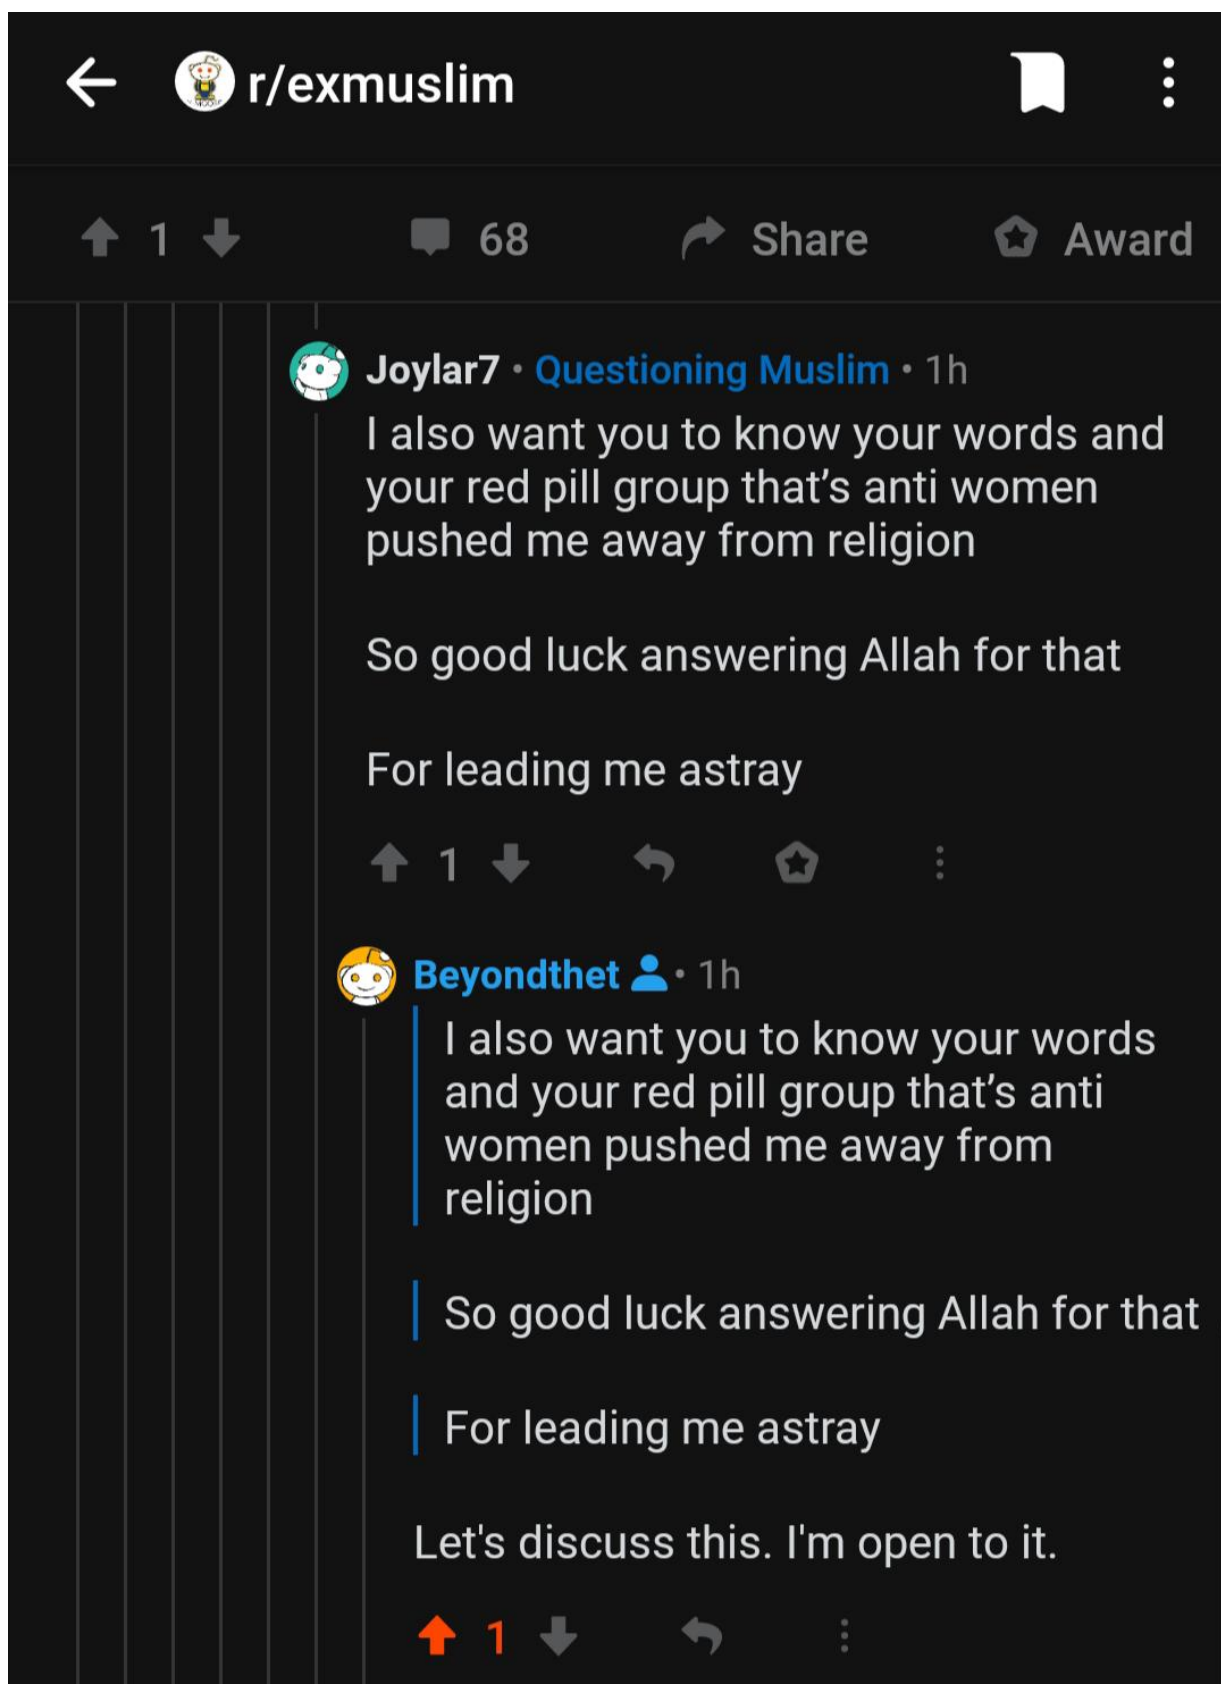 r/exmuslim
1
68
Share
Award
Joylar7 • Questioning Muslim • 1h
I also want you to know your words and
your red pill group that’s anti women
pushed me away from religion
So good luck answering Allah for that
For leading me astray
1
Beyondthet • 1h
I also want you to know your words
and your red pill group that’s anti
women pushed me away from
religion
So good luck answering Allah for that
For leading me astray
Let's discuss this. I'm open to it.
1